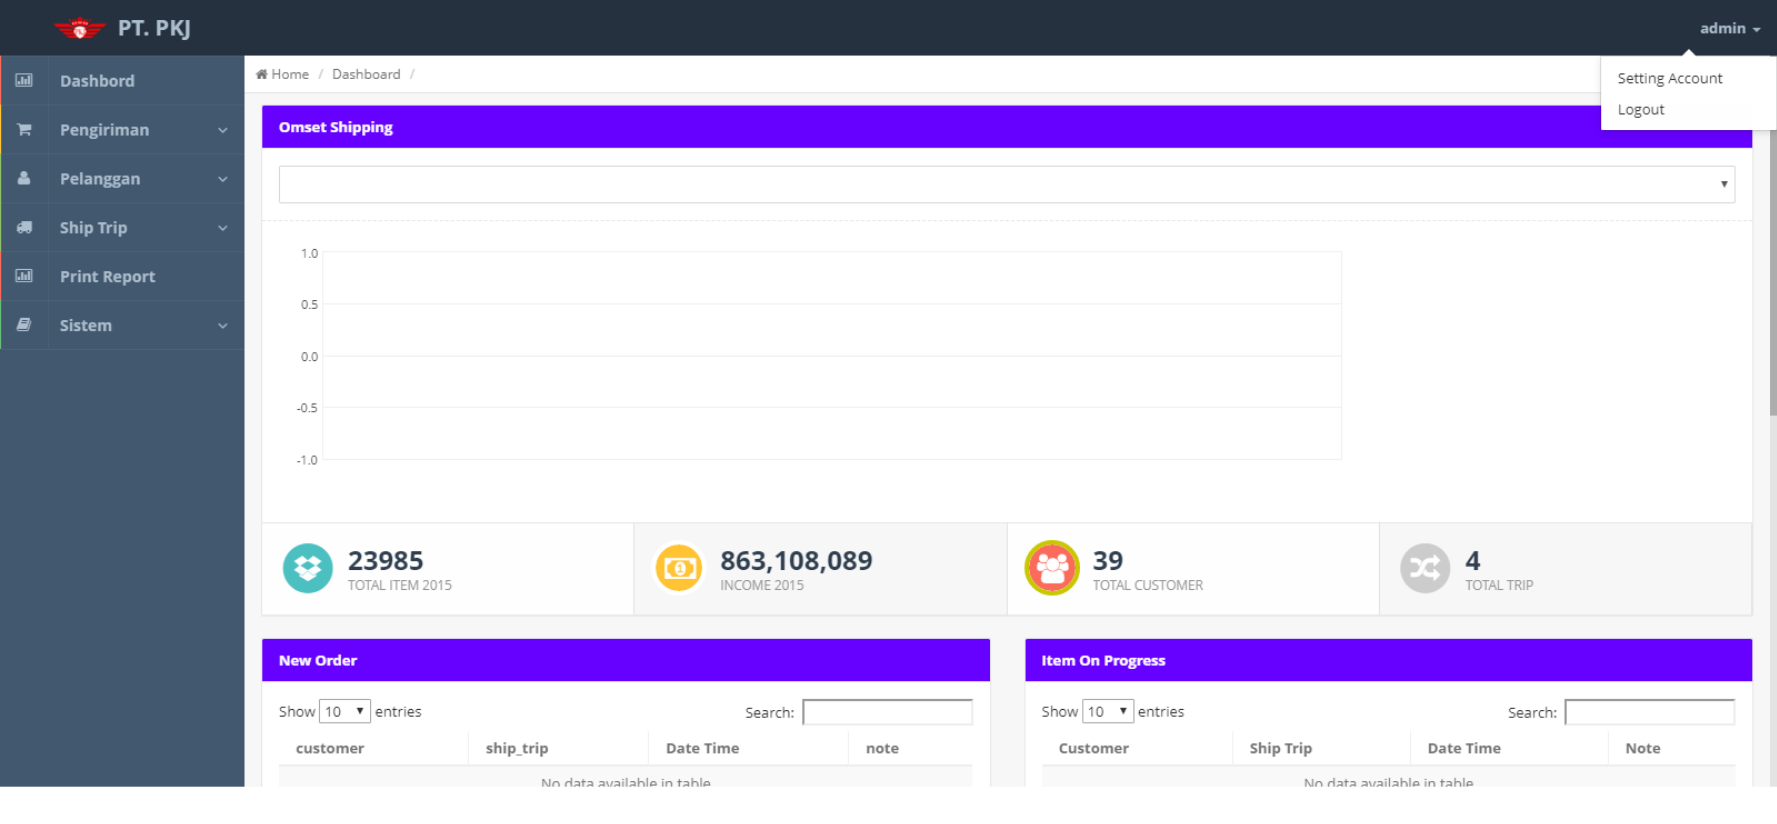 PT. PKJ
admin
Setting Account
Logout
Dashbord
Pengiriman
Pelanggan
Ship Trip
Print Report
Sistem
Home / Dashboard /
Omset Shipping
1.0
0.5
0.0
-0.5
-1.0
23985
TOTAL ITEM 2015
863,108,089
INCOME 2015
39
TOTAL CUSTOMER
4
TOTAL TRIP
New Order
Show 10 entries Search:
customer ship_trip Date Time note
No data available in table
Item On Progress
Show 10 entries Search:
Customer Ship Trip Date Time Note
No data available in table